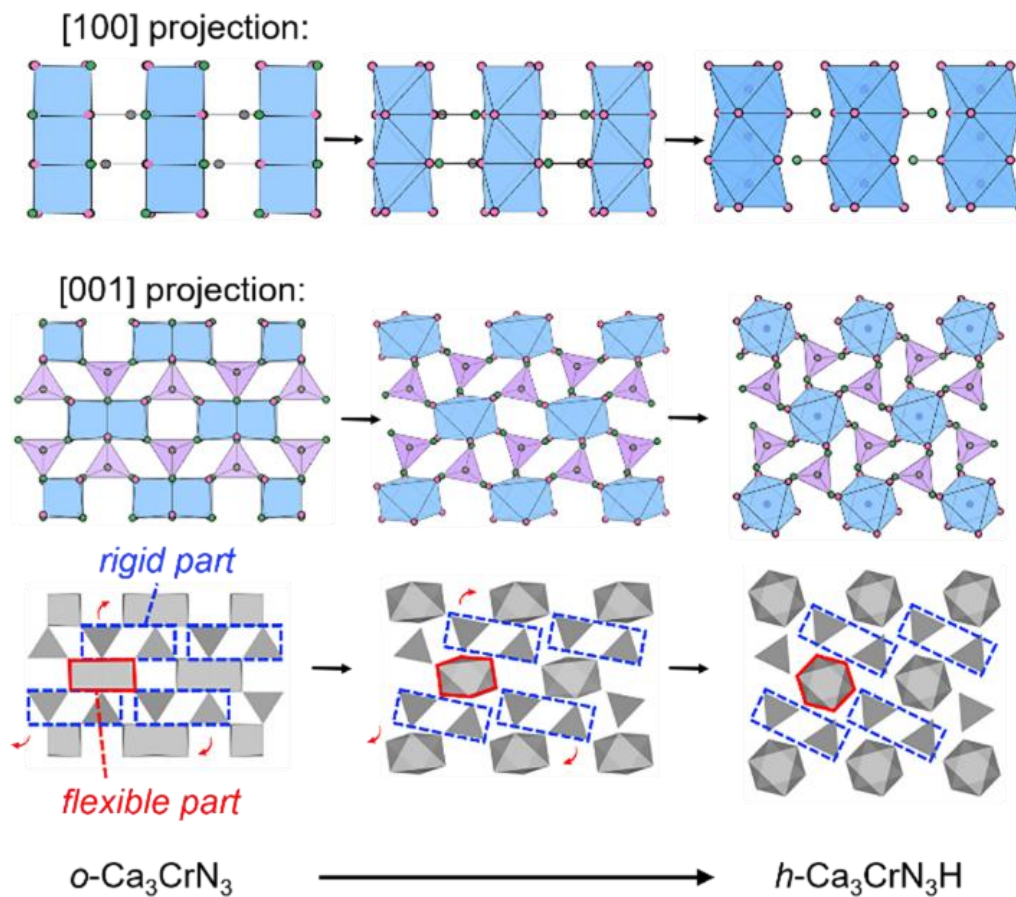 [100] projection:
[001] projection:
rigid part
flexible part
o-Ca₃CrN₃
h-Ca₃CrN₃H